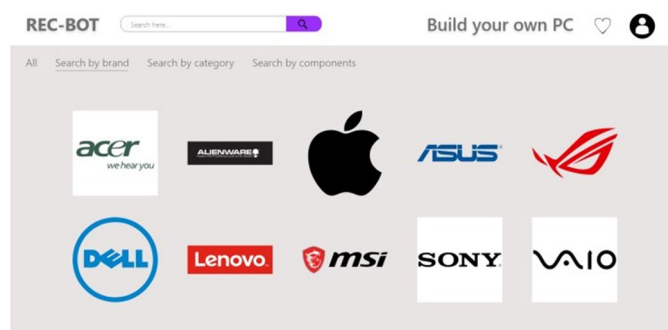 REC-BOT Search here... Build your own PC
All Search by brand Search by category Search by components
acer
we hear you
ALIENWARE
ASUS
DELL
Lenovo
msi
SONY
VAIO